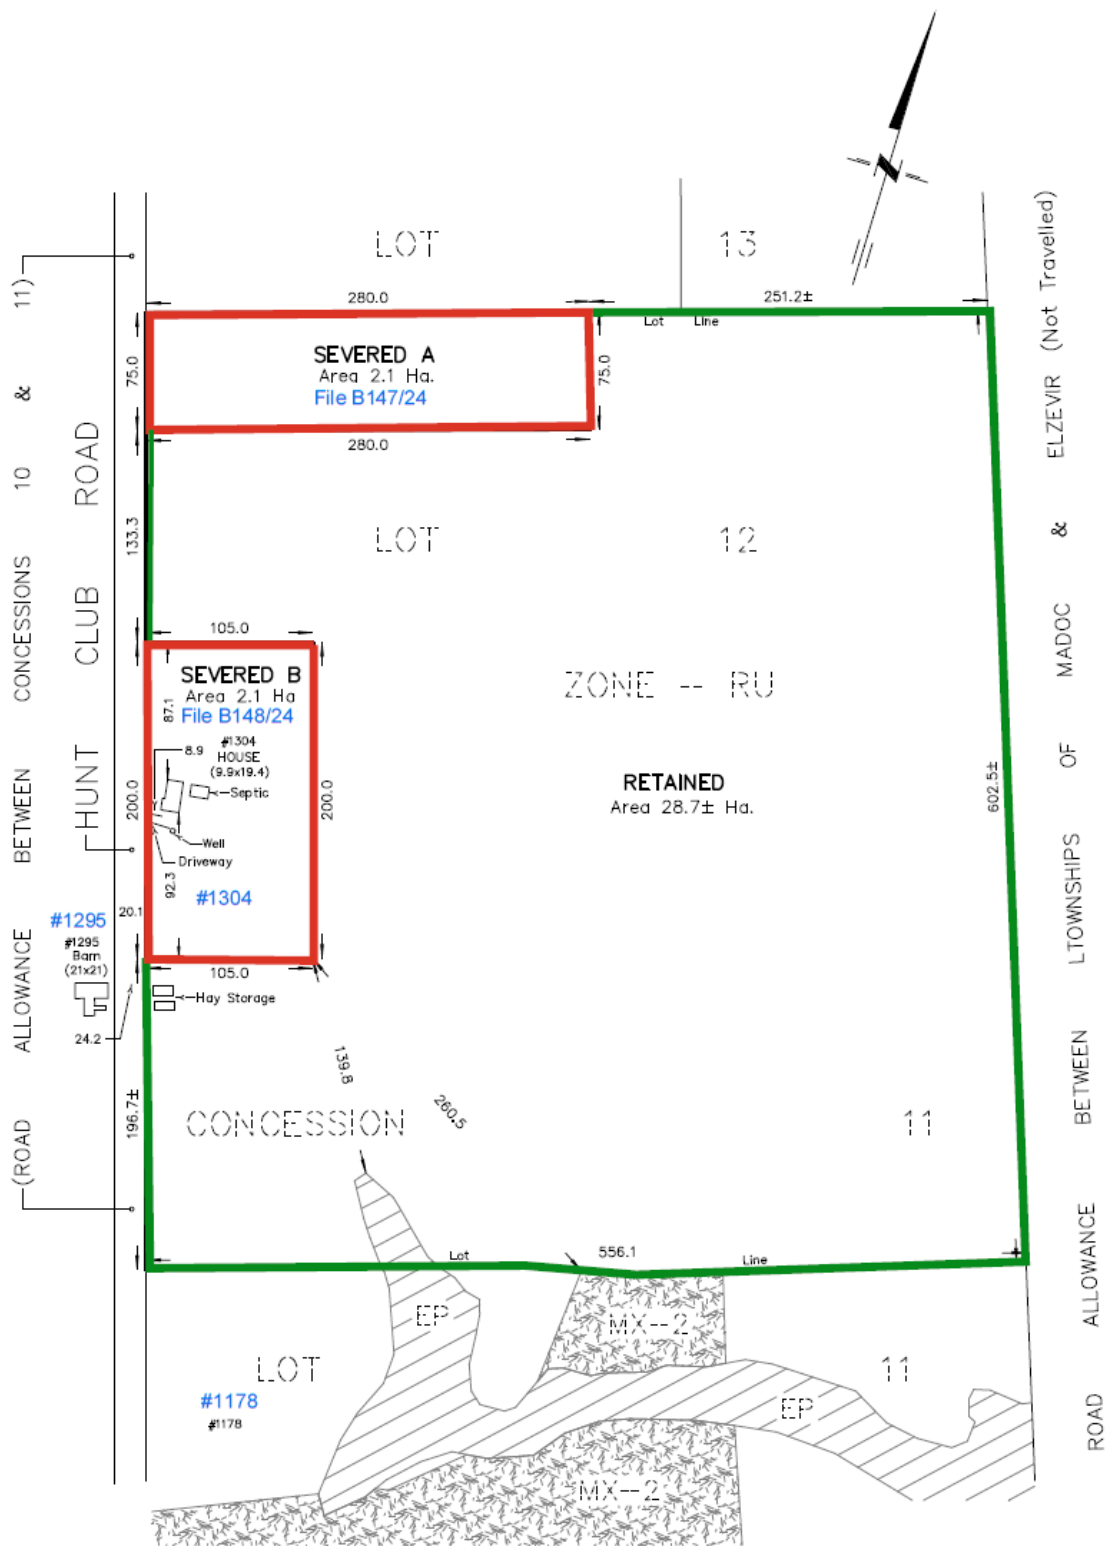 N
LOT 13
280.0
251.2±
Lot Line
75.0
SEVERED A
Area 2.1 Ha.
File B147/24
75.0
280.0
133.3
LOT 12
105.0
SEVERED B
Area 2.1 Ha
File B148/24
87.1
8.9
#1304
HOUSE
(9.9x19.4)
Septic
200.0
200.0
Well
Driveway
92.3
#1304
20.1
105.0
ZONE -- RU
RETAINED
Area 28.7± Ha.
602.5±
#1295
#1295
Barn
(21x21)
Hay Storage
24.2
139.8
260.5
196.7±
CONCESSION 11
Lot
556.1
Line
EP
MX--2
LOT 11
#1178
#1178
EP
MX--2
HUNT CLUB ROAD
(ROAD ALLOWANCE BETWEEN CONCESSIONS 10 & 11)
ROAD ALLOWANCE BETWEEN LTOWNSHIPS OF MADOC & ELZEVIR (Not Travelled)